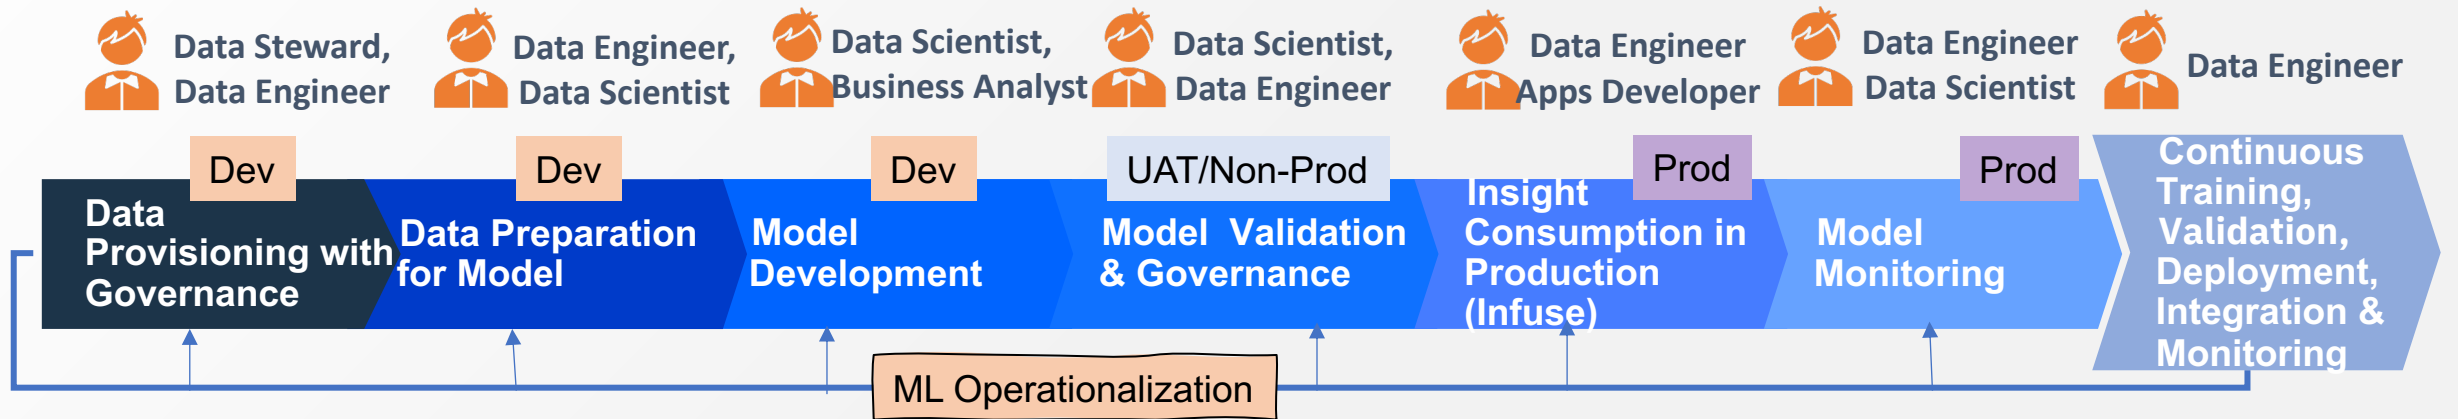 Data Steward,
Data Engineer
Data Engineer,
Data Scientist
Data Scientist,
Business Analyst
Data Scientist,
Data Engineer
Data Engineer
Apps Developer
Data Engineer
Data Scientist
Data Engineer
Dev
Dev
Dev
UAT/Non-Prod
Prod
Prod
Data
Provisioning with
Governance
Data Preparation
for Model
Model
Development
Model Validation
& Governance
Insight
Consumption in
Production
(Infuse)
Model
Monitoring
Continuous
Training,
Validation,
Deployment,
Integration &
Monitoring
ML Operationalization